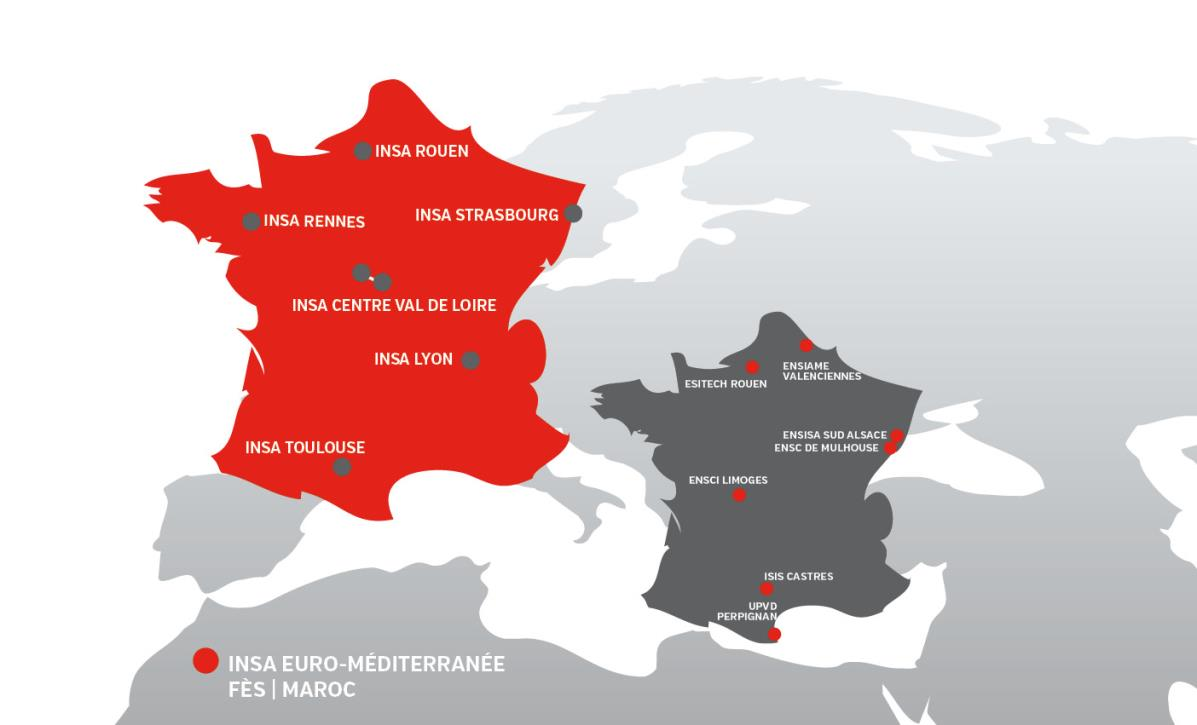 INSA ROUEN
INSA RENNES
INSA STRASBOURG
INSA CENTRE VAL DE LOIRE
INSA LYON
INSA TOULOUSE
ENSIAME
VALENCIENNES
ESITECH ROUEN
ENSISA SUD ALSACE
ENSC DE MULHOUSE
ENSCI LIMOGES
ISIS CASTRES
UPVD
PERPIGNAN
INSA EURO-MÉDITERRANÉE
FÈS | MAROC